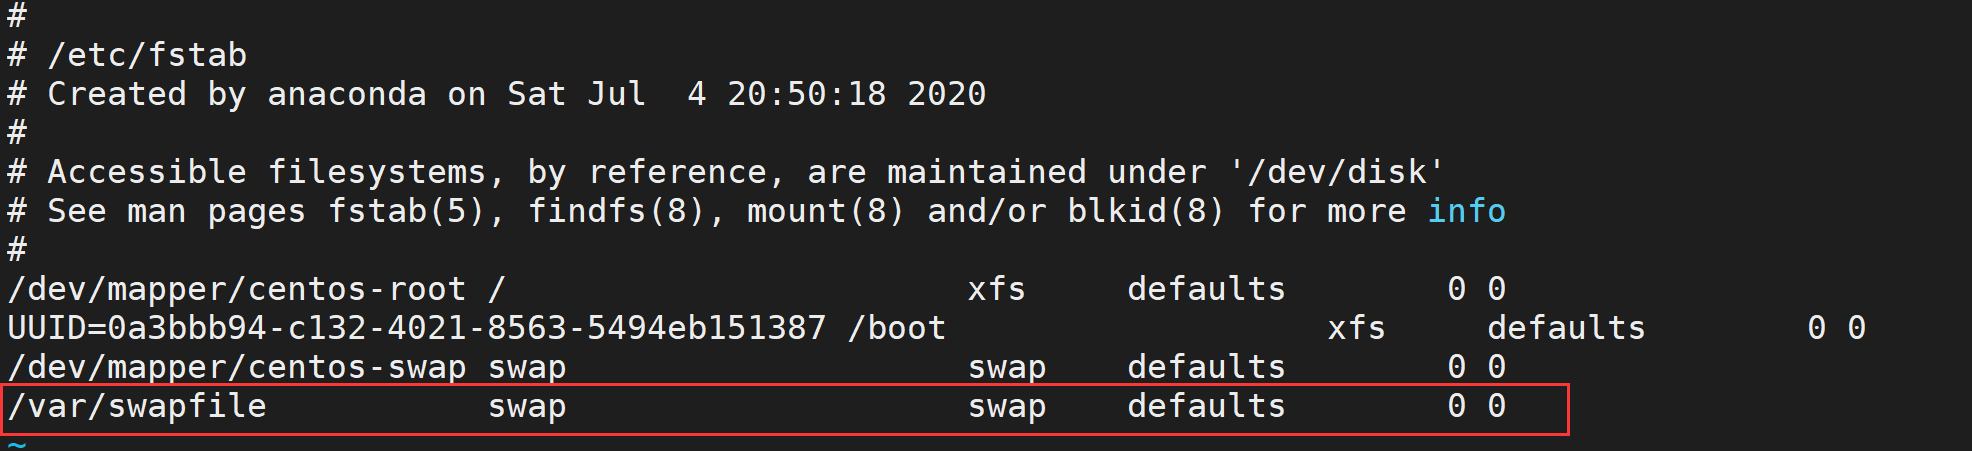 #
# /etc/fstab
# Created by anaconda on Sat Jul  4 20:50:18 2020
#
# Accessible filesystems, by reference, are maintained under '/dev/disk'
# See man pages fstab(5), findfs(8), mount(8) and/or blkid(8) for more info
#
/dev/mapper/centos-root /                       xfs     defaults        0 0
UUID=0a3bbb94-c132-4021-8563-5494eb151387 /boot                   xfs     defaults        0 0
/dev/mapper/centos-swap swap                    swap    defaults        0 0
/var/swapfile           swap                    swap    defaults        0 0
~